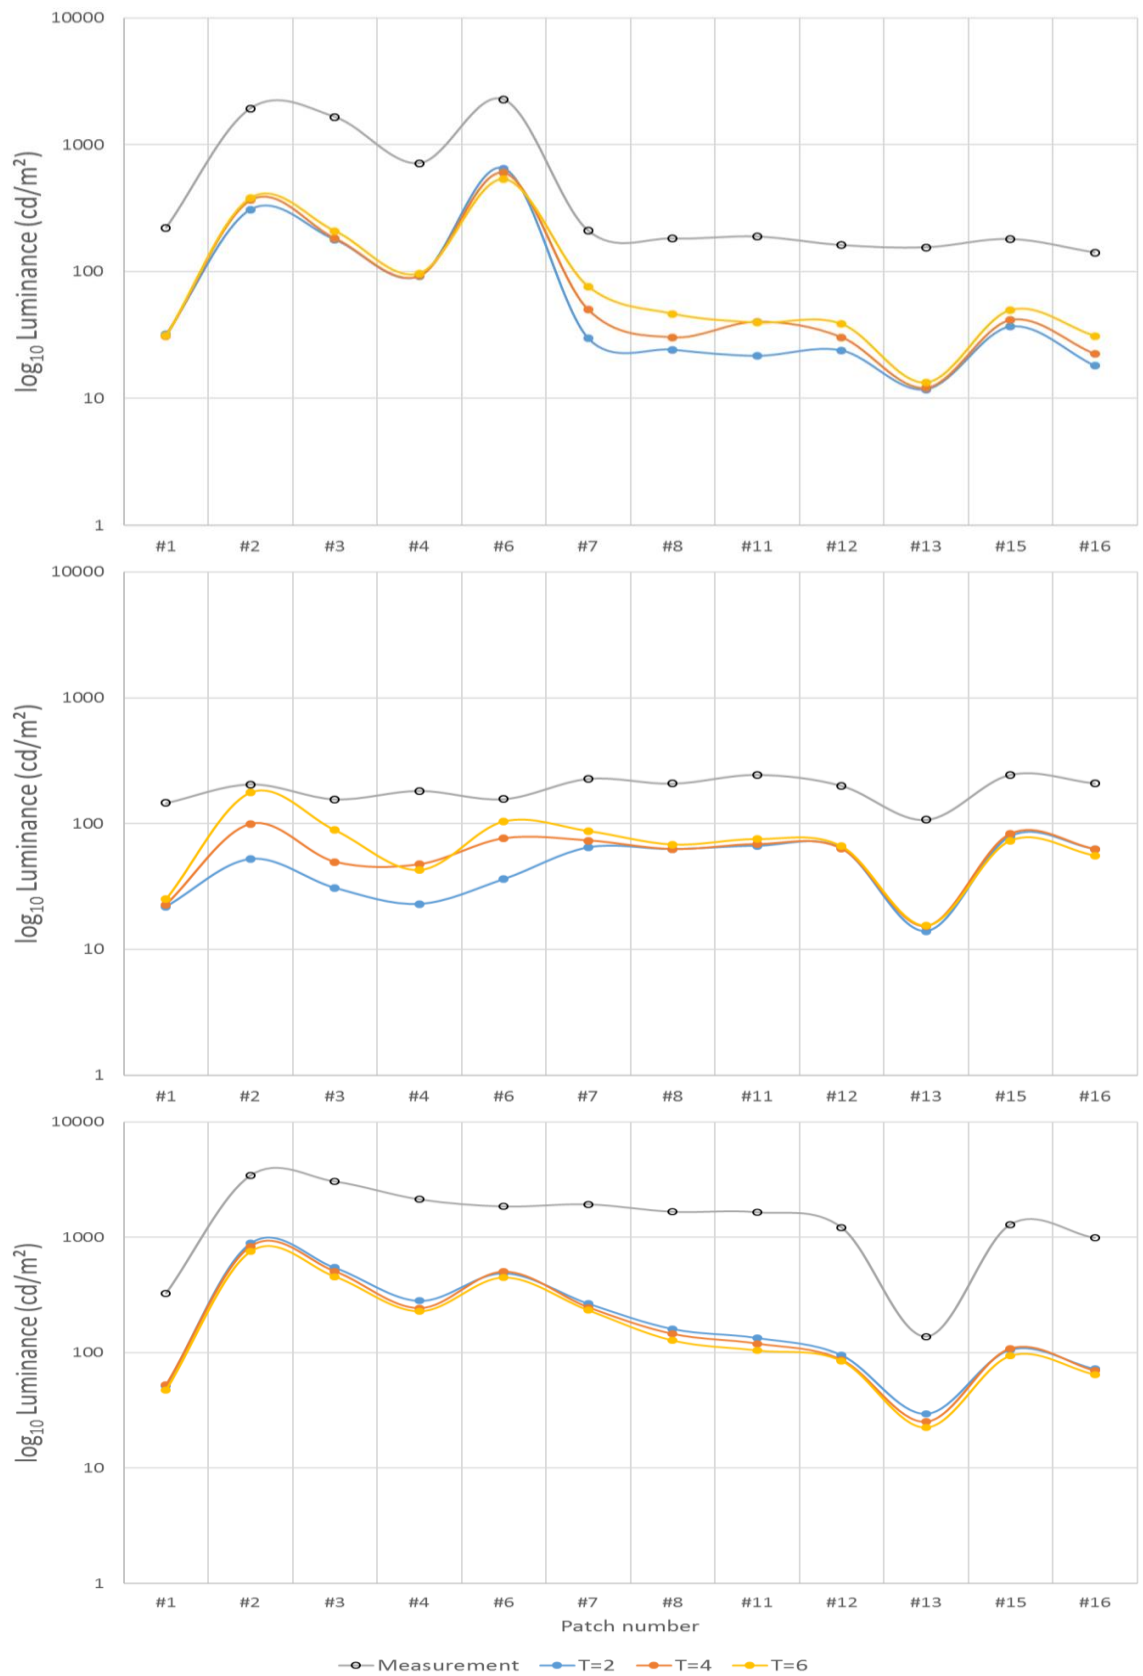 10000
1000
100
10
1
log₁₀ Luminance (cd/m²)
#1 #2 #3 #4 #6 #7 #8 #11 #12 #13 #15 #16
10000
1000
100
10
1
log₁₀ Luminance (cd/m²)
#1 #2 #3 #4 #6 #7 #8 #11 #12 #13 #15 #16
10000
1000
100
10
1
log₁₀ Luminance (cd/m²)
#1 #2 #3 #4 #6 #7 #8 #11 #12 #13 #15 #16
Patch number
Measurement T=2 T=4 T=6